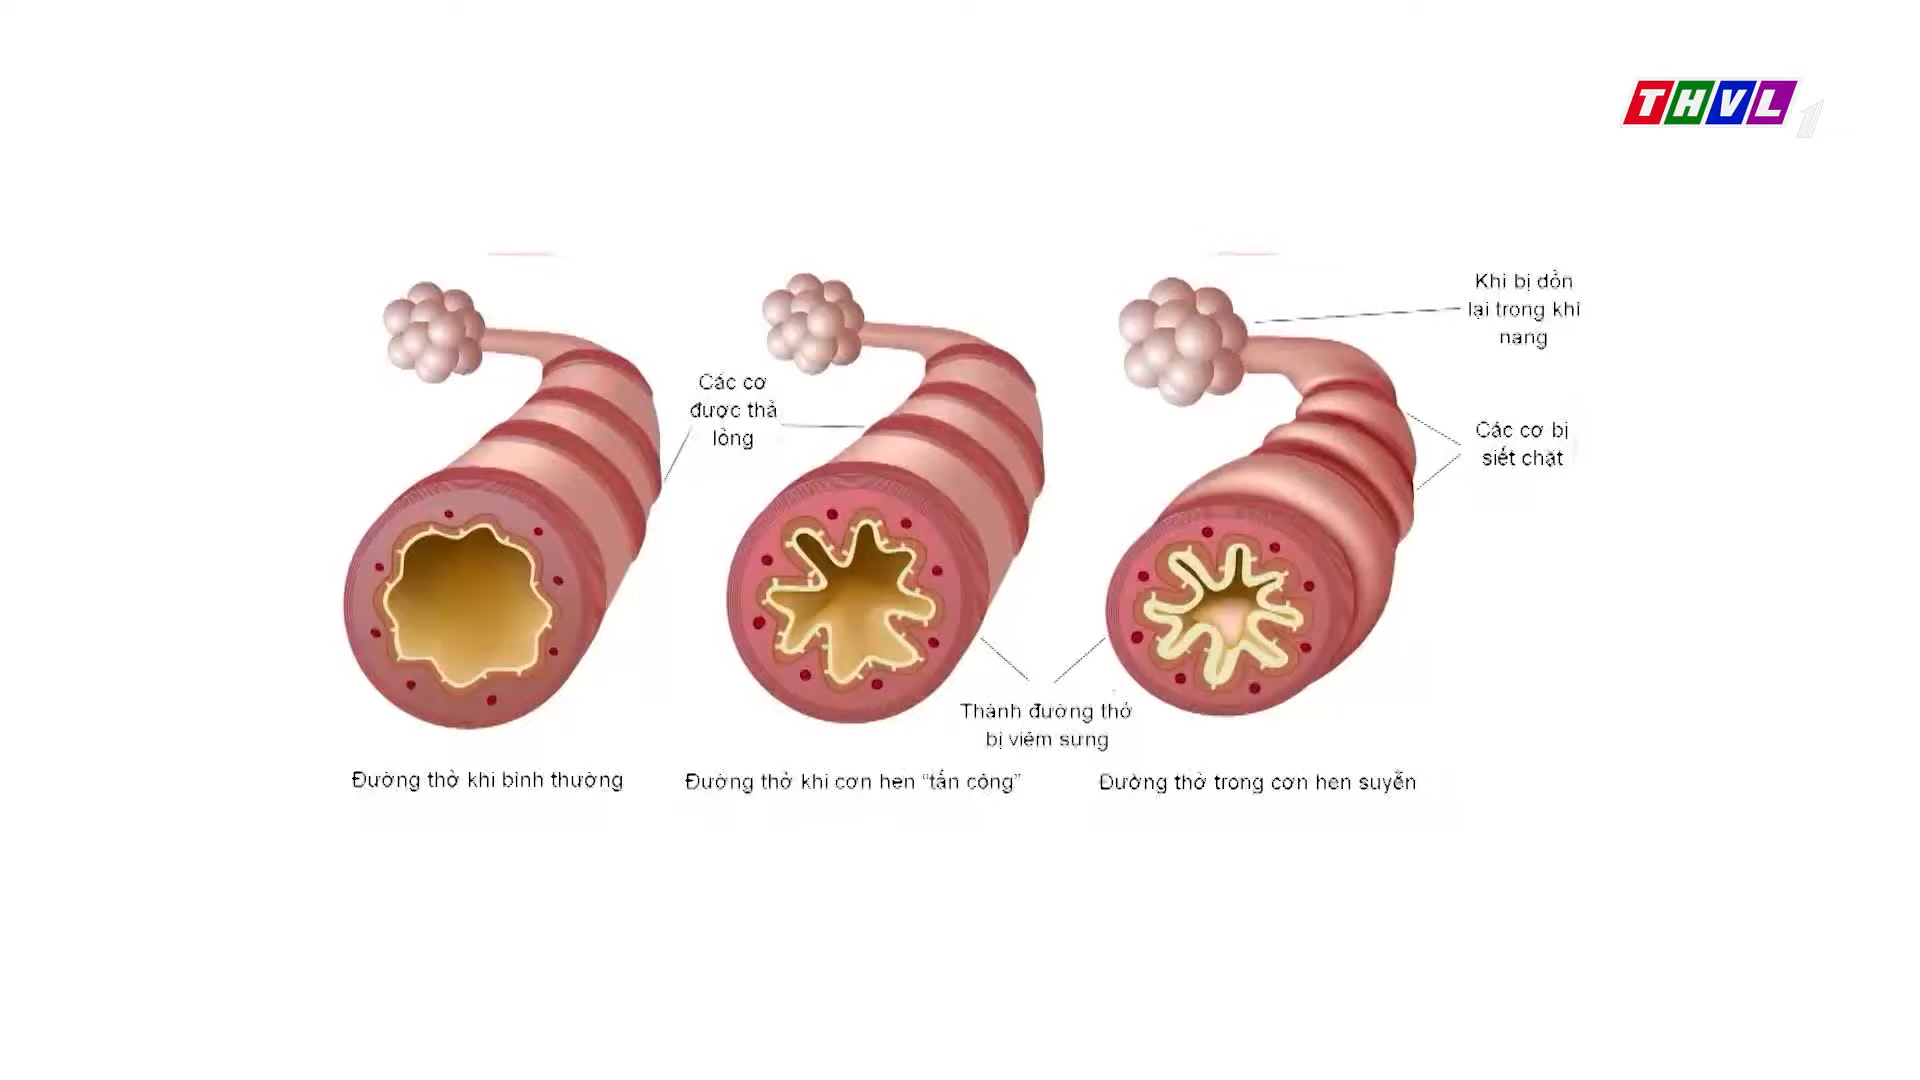 THVL1
Khí bị dồn
lại trong khí
nang
Các cơ
được thả
lỏng
Các cơ bị
siết chặt
Thành đường thở
bị viêm sưng
Đường thở khi bình thường
Đường thở khi cơn hen “tấn công”
Đường thở trong cơn hen suyễn